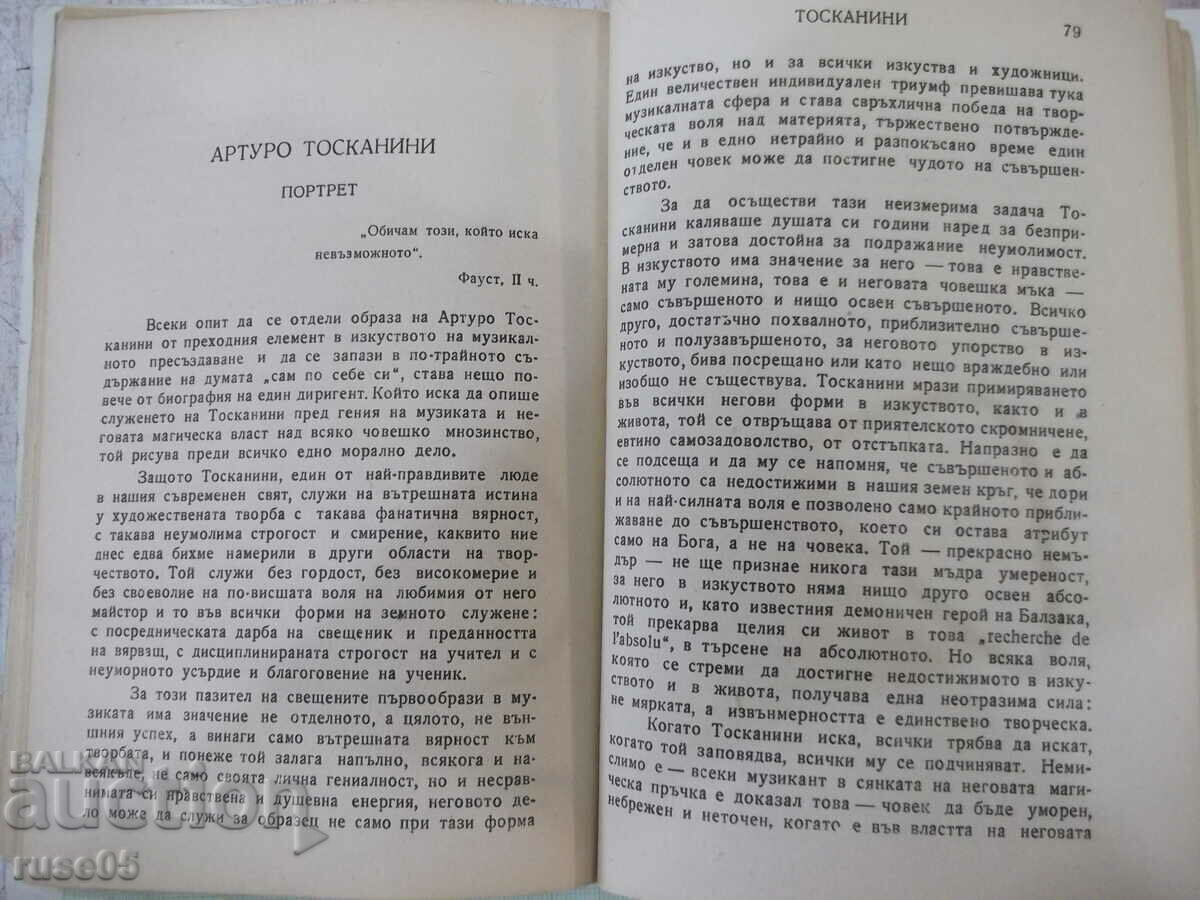 АРТУРО ТОСКАНИНИ
ПОРТРЕТ
„Обичам този, който иска
невъзможното“.
Фауст, II ч.
Всеки опит да се отдели образа на Артуро Тос-
канини от преходния елемент в изкуството на музикал-
ното пресъздаване и да се запази в по-трайното съ-
държание на думата „сам по себе си“, става нещо по-
вече от биография на един диригент. Който иска да опише
служенето на Тосканини пред гения на музиката и не-
говата магическа власт над всяко човешко мнозинство,
той рисува преди всичко едно морално дело.
Защото Тосканини, един от най-правдивите люде
в нашия съвременен свят, служи на вътрешната истина
у художествената творба с такава фанатична вярност,
с такава неумолима строгост и смирение, каквито ние
днес едва бихме намерили в други области на твор-
чеството. Той служи без гордост, без високомерие и
без своеволие на по-висшата воля на любимия от него
майстор и то във всички форми на земното служене:
с посредническата дарба на свещеник и преданността
на вярващ, с дисциплинираната строгост на учител и с
неуморното усърдие и благоговение на ученик.
За този пазител на свещените първообрази в му-
зиката има значение не отделното, а цялото, не вън-
шния успех, а винаги само вътрешната вярност към
творбата, и понеже той залага напълно, всякога и на-
всякъде, не само своята лична гениалност, но и несрав-
нимата си нравствена и душевна енергия, неговото де-
ло може да служи за образец не само при тази форма
ТОСКАНИНИ
79
на изкуство, но и за всички изкуства и художници.
Един величествен индивидуален триумф превишава тука
музикалната сфера и става свръхлична победа на твор-
ческата воля над материята, тържествено потвържде-
ние, че и в едно нетрайно и разпокъсано време един
отделен човек може да постигне чудото на съвършен-
ството.
За да осъществи тази неизмерима задача То-
сканини каляваше душата си години наред за безпри-
мерна и затова достойна за подражание неумолимост.
В изкуството има значение за него — това е нравстве-
ната му големина, това е и неговата човешка мъка —
само съвършеното и нищо освен съвършеното. Всичко
друго, достатъчно похвалното, приблизително съвърше-
ното и полузавършеното, за неговото упорство в из-
куството, бива посрещано или като нещо враждебно или
изобщо не съществува. Тосканини мрази примиряването
във всички негови форми в изкуството, както и в
живота, той се отвръщава от приятелското скромничене,
евтино самозадоволство, от отстъпката. Напразно е да
се подсеща и да му се напомня, че съвършеното и аб-
солютното са недостижими в нашия земен кръг, че дори
и на най-силната воля е позволено само крайното прибли-
жаване до съвършенството, което си остава атрибут
само на Бога, а не на човека. Той — прекрасно немъ-
дър — не ще признае никога тази мъдра умереност,
за него в изкуството няма нищо друго освен абсо-
лютното и, като известния демоничен герой на Балзака,
той прекарва целия си живот в това „recherche de
l'absolu“, в търсене на абсолютното. Но всяка воля,
която се стреми да достигне недостижимото в изку-
ството и в живота, получава една неотразима сила:
не мярката, а извънмерността е единствено творческа.
Когато Тосканини иска, всички трябва да искат,
когато той заповядва, всички му се подчиняват. Неми-
слимо е — всеки музикант в сянката на неговата маги-
ческа пръчка е доказал това — човек да бъде уморен,
небрежен и неточен, когато е във властта на неговата
BALKAN
auction
ruse05